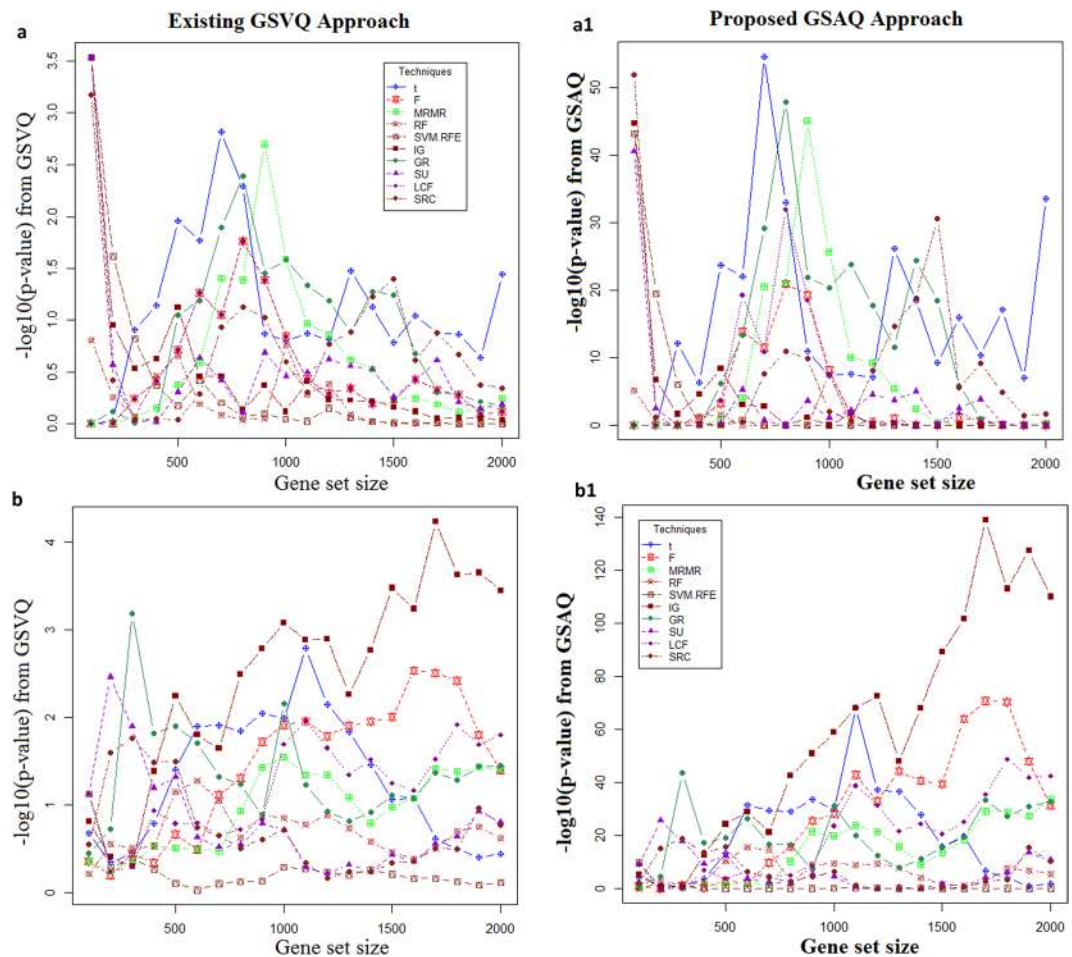 Existing GSVQ Approach
Proposed GSAQ Approach
a
3.5
3.0
2.5
2.0
1.5
1.0
0.5
0.0
-log10(p-value) from GSVQ
Techniques
t
F
MRMR
RF
SVM.RFE
IG
GR
SU
LCF
SRC
500
1000
1500
2000
Gene set size
a1
50
40
30
20
10
0
-log10(p-value) from GSAQ
500
1000
1500
2000
Gene set size
b
4
3
2
1
0
-log10(p-value) from GSVQ
500
1000
1500
2000
Gene set size
b1
140
120
100
80
60
40
20
0
-log10(p-value) from GSAQ
Techniques
t
F
MRMR
RF
SVM.RFE
IG
GR
SU
LCF
SRC
500
1000
1500
2000
Gene set size